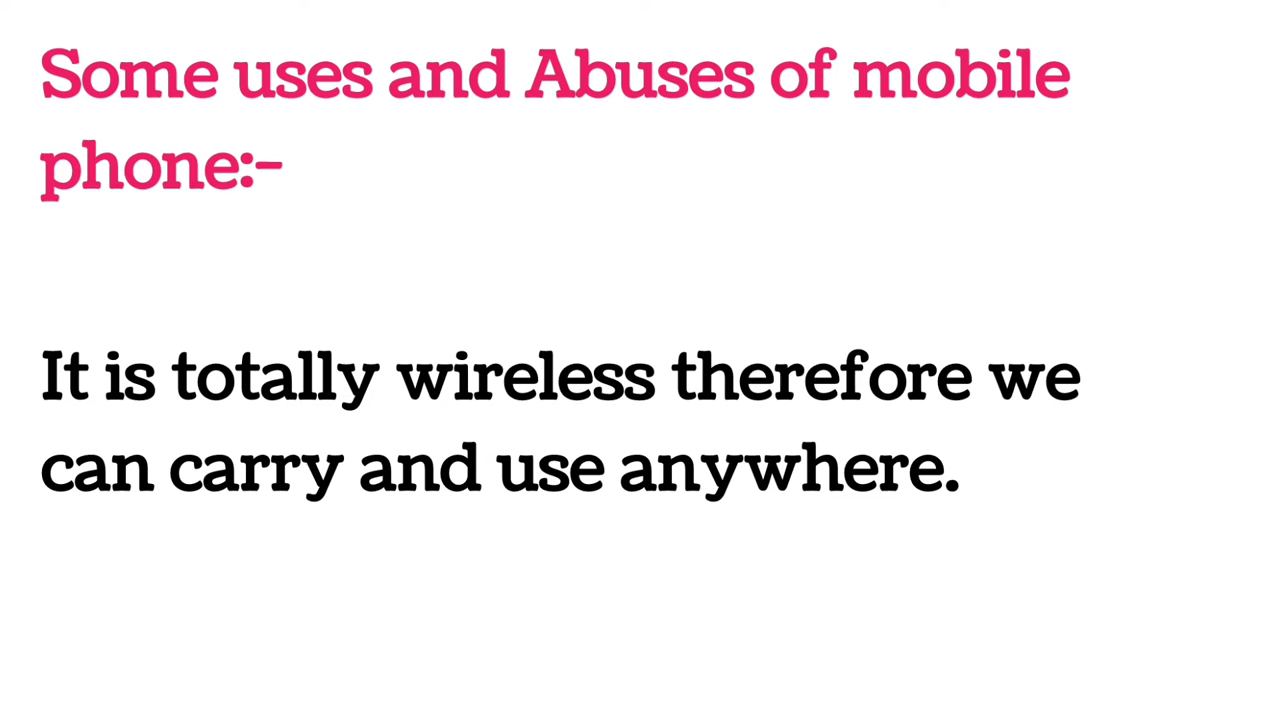 Some uses and Abuses of mobile
phone:-
It is totally wireless therefore we
can carry and use anywhere.